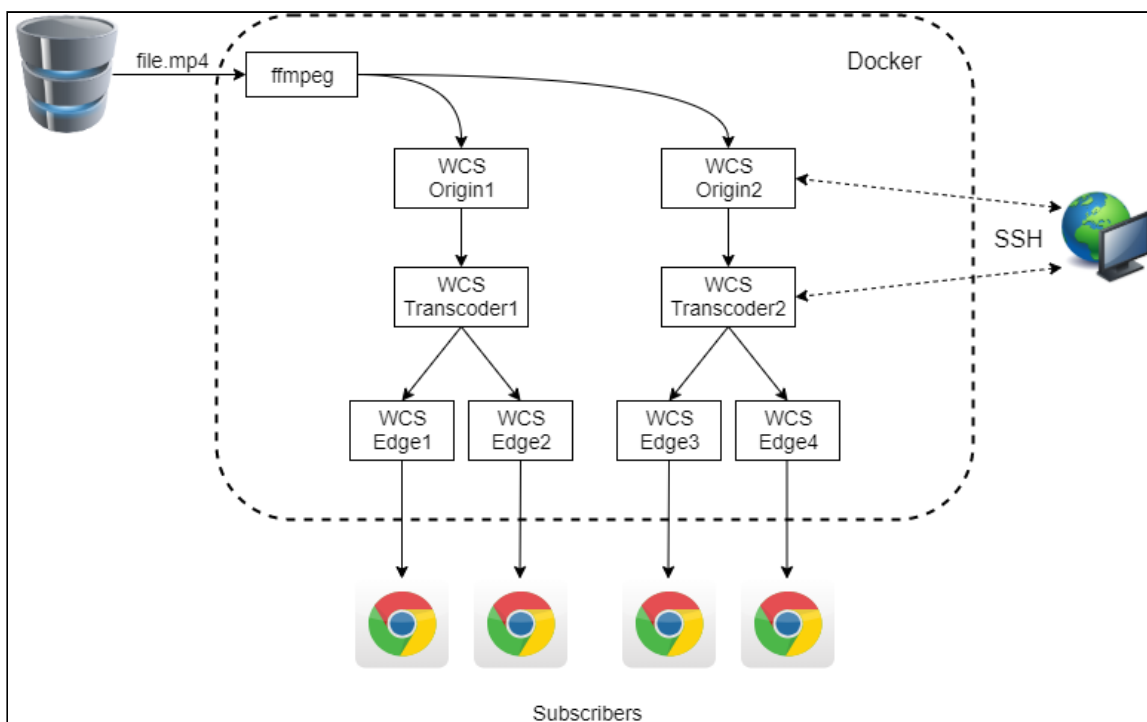 file.mp4
ffmpeg
Docker
WCS
Origin1
WCS
Origin2
SSH
WCS
Transcoder1
WCS
Transcoder2
WCS
Edge1
WCS
Edge2
WCS
Edge3
WCS
Edge4
Subscribers